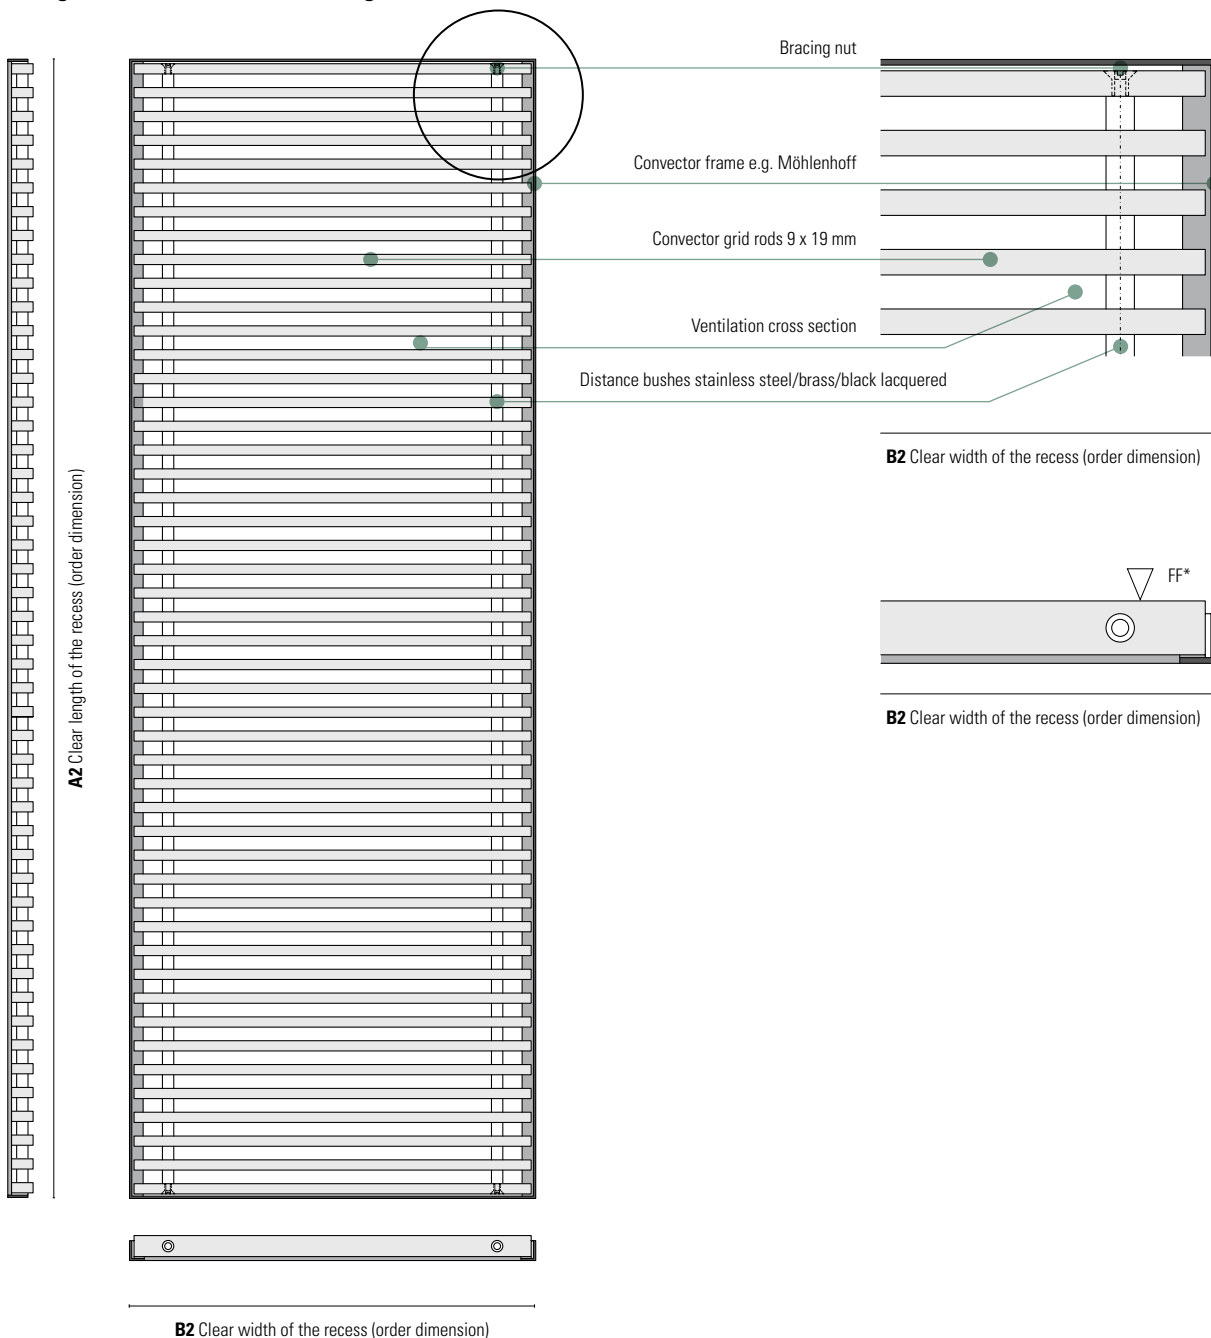 Bracing nut
Convector frame e.g. Möhlenhoff
Convector grid rods 9 x 19 mm
Ventilation cross section
Distance bushes stainless steel/brass/black lacquered
B2 Clear width of the recess (order dimension)
A2 Clear length of the recess (order dimension)
FF*
B2 Clear width of the recess (order dimension)
B2 Clear width of the recess (order dimension)